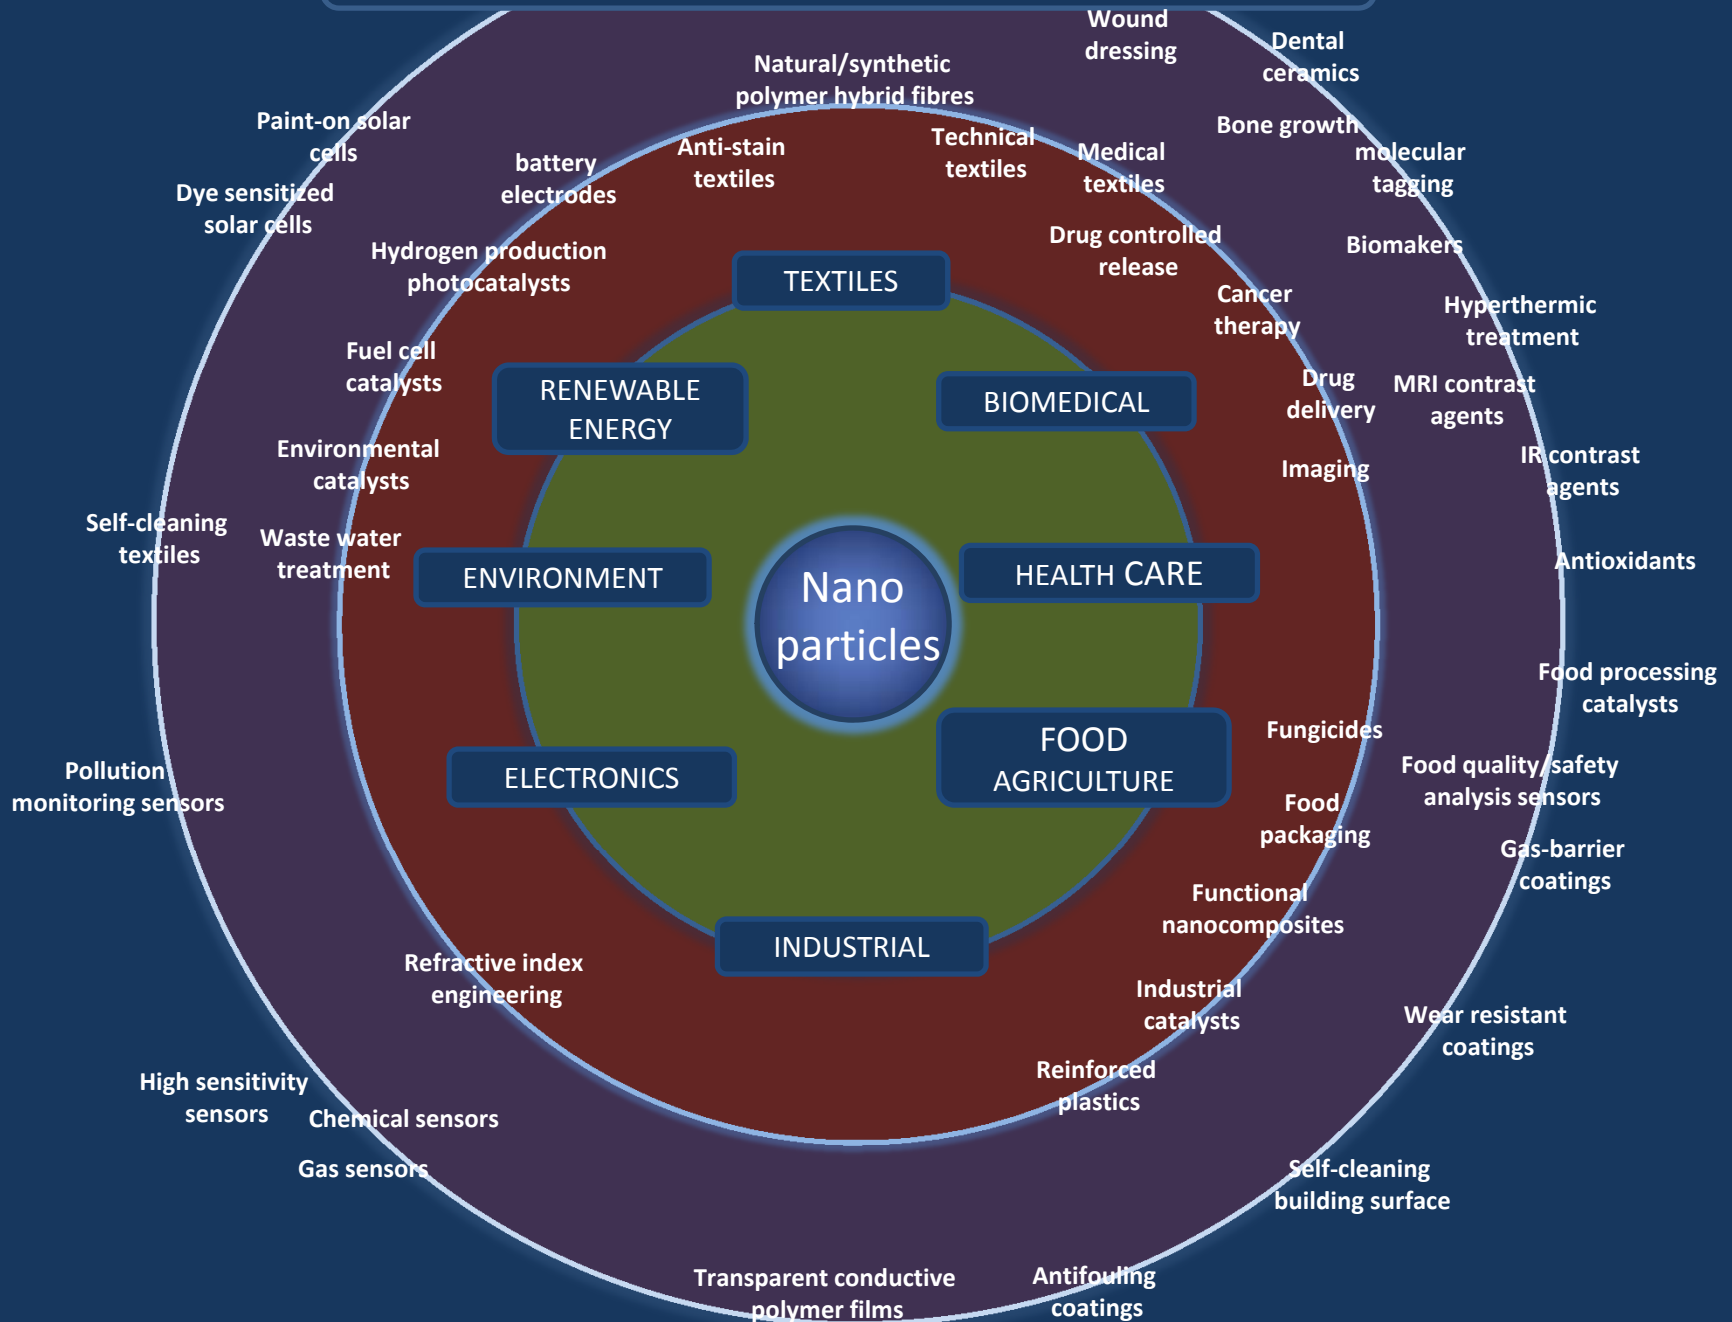 Wound
dressing
Dental
ceramics
Natural/synthetic
polymer hybrid fibres
Paint-on solar
cells
Bone growth
Technical
textiles
Anti-stain
textiles
Medical
textiles
molecular
tagging
battery
electrodes
Dye sensitized
solar cells
Drug controlled
release
Biomakers
Hydrogen production
photocatalysts
TEXTILES
Cancer
therapy
Hyperthermic
treatment
Fuel cell
catalysts
RENEWABLE
ENERGY
BIOMEDICAL
Drug
delivery
MRI contrast
agents
Environmental
catalysts
Imaging
IR contrast
agents
Self-cleaning
textiles
Waste water
treatment
ENVIRONMENT
Nano
particles
HEALTH CARE
Antioxidants
Food processing
catalysts
Fungicides
FOOD
AGRICULTURE
Food quality/safety
analysis sensors
Pollution
monitoring sensors
ELECTRONICS
Food
packaging
Gas-barrier
coatings
Functional
nanocomposites
INDUSTRIAL
Refractive index
engineering
Industrial
catalysts
Wear resistant
coatings
Reinforced
plastics
High sensitivity
sensors
Chemical sensors
Gas sensors
Self-cleaning
building surface
Transparent conductive
polymer films
Antifouling
coatings